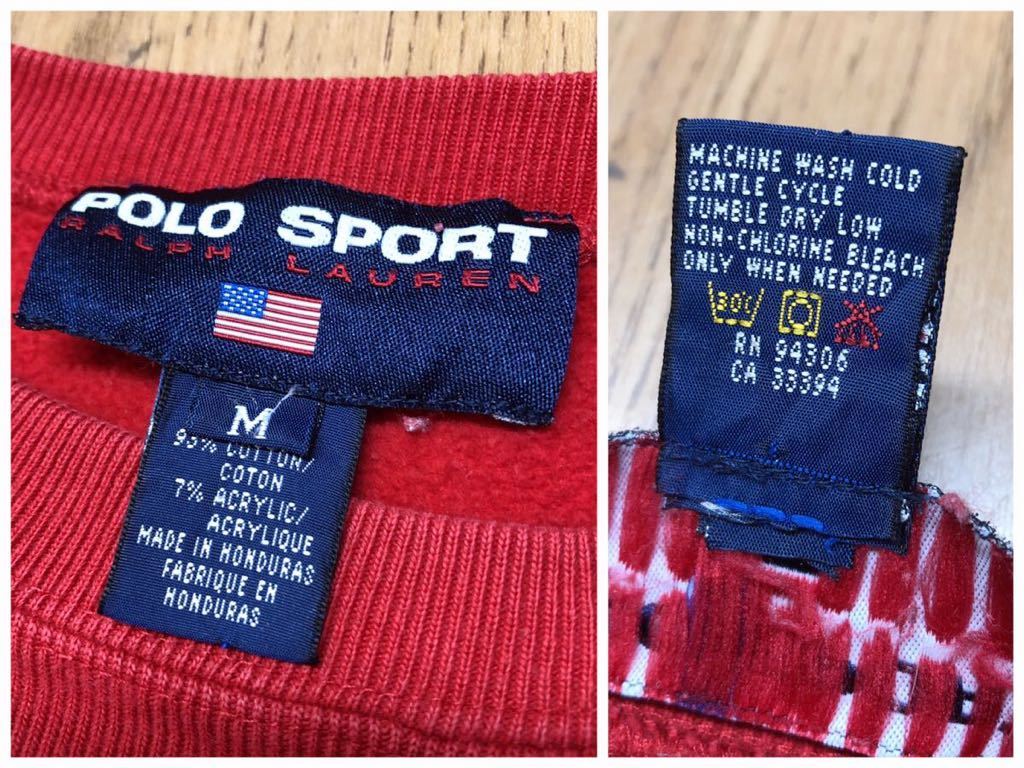 POLO SPORT
RALPH LAUREN
M
93% COTTON/
COTON
7% ACRYLIC/
ACRYLIQUE
MADE IN HONDURAS
FABRIQUE EN
HONDURAS
MACHINE WASH COLD
GENTLE CYCLE
TUMBLE DRY LOW
NON-CHLORINE BLEACH
ONLY WHEN NEEDED
30C
RN 94306
CA 33394